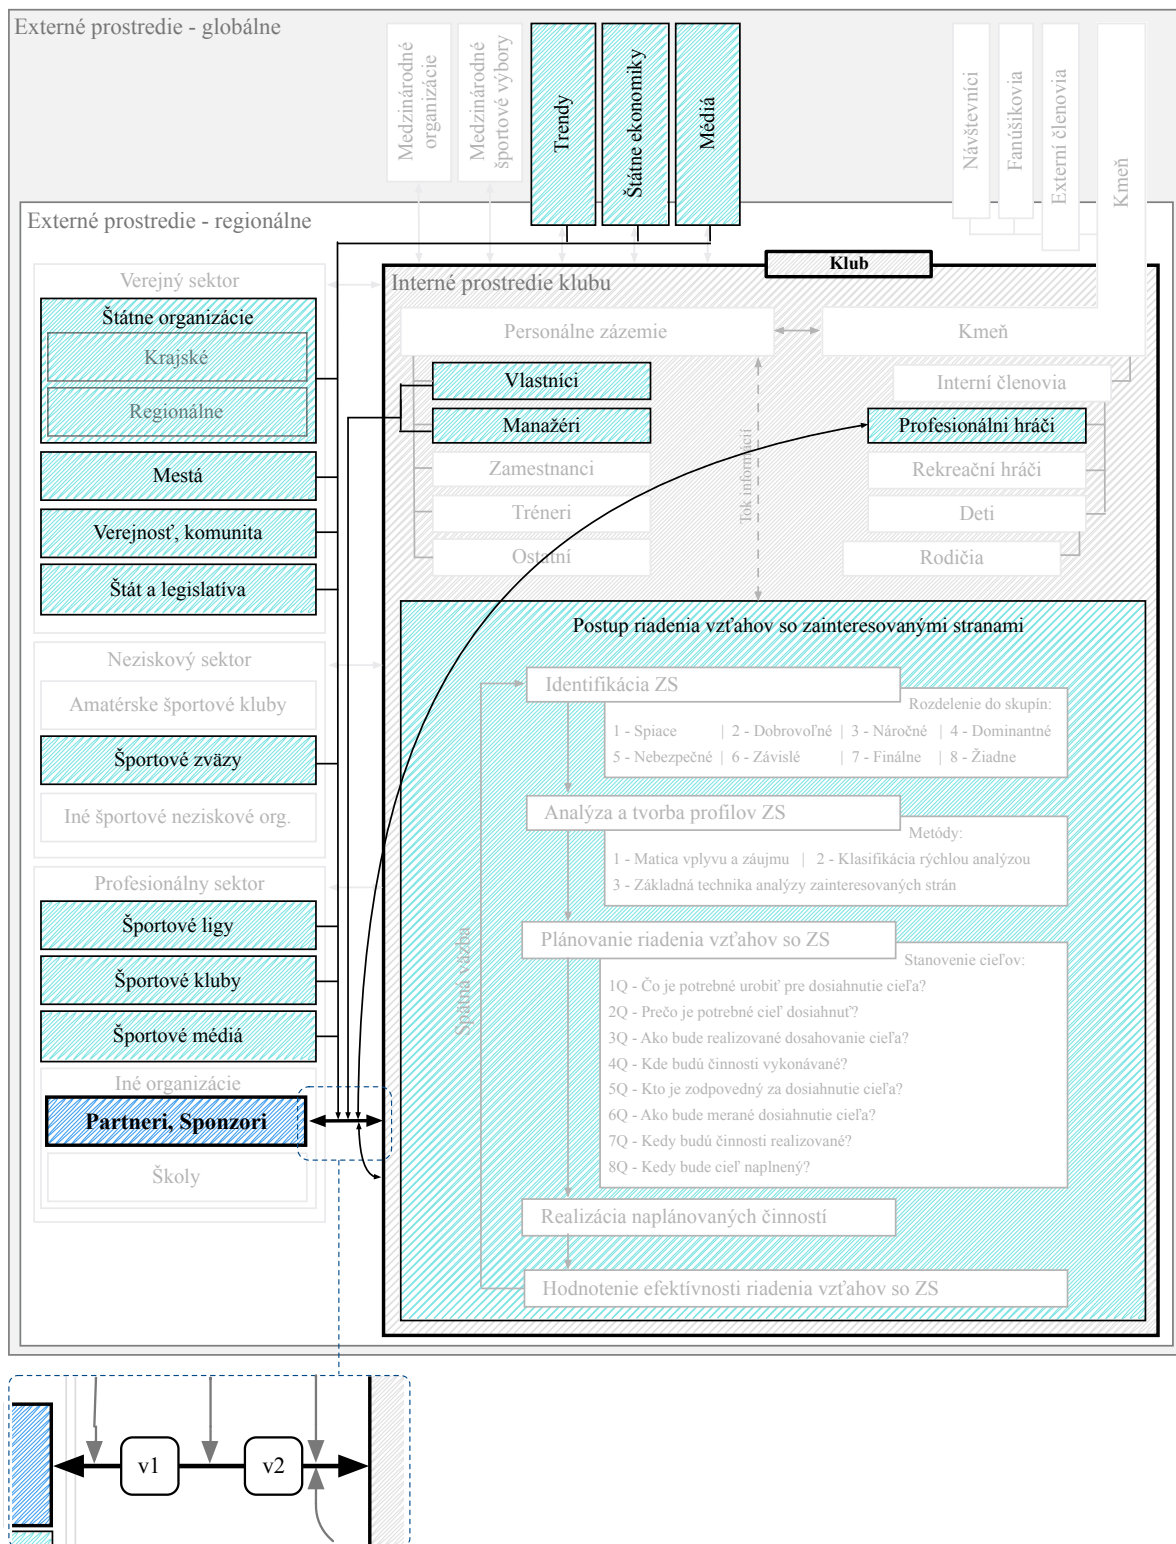 Externé prostredie - globálne
Medzinárodné
organizácie
Medzinárodné
športové výbory
Trendy
Štátne ekonomiky
Médiá
Návštevníci
Fanúšikovia
Externí členovia
Kmeň
Externé prostredie - regionálne
Verejný sektor
Štátne organizácie
Krajské
Regionálne
Mestá
Verejnosť, komunita
Štát a legislatíva
Neziskový sektor
Amatérske športové kluby
Športové zväzy
Iné športové neziskové org.
Profesionálny sektor
Športové ligy
Športové kluby
Športové médiá
Iné organizácie
Partneri, Sponzori
Školy
Klub
Interné prostredie klubu
Personálne zázemie
Kmeň
Vlastníci
Manažéri
Zamestnanci
Tréneri
Ostatní
Tok informácií
Interní členovia
Profesionálni hráči
Rekreační hráči
Deti
Rodičia
Postup riadenia vzťahov so zainteresovanými stranami
Identifikácia ZS
Rozdelenie do skupín:
1 - Spiace | 2 - Dobrovoľné | 3 - Náročné | 4 - Dominantné
5 - Nebezpečné | 6 - Závislé | 7 - Finálne | 8 - Žiadne
Analýza a tvorba profilov ZS
Metódy:
1 - Matica vplyvu a záujmu | 2 - Klasifikácia rýchlou analýzou
3 - Základná technika analýzy zainteresovaných strán
Plánovanie riadenia vzťahov so ZS
Stanovenie cieľov:
1Q - Čo je potrebné urobiť pre dosiahnutie cieľa?
2Q - Prečo je potrebné cieľ dosiahnuť?
3Q - Ako bude realizované dosahovanie cieľa?
4Q - Kde budú činnosti vykonávané?
5Q - Kto je zodpovedný za dosiahnutie cieľa?
6Q - Ako bude merané dosiahnutie cieľa?
7Q - Kedy budú činnosti realizované?
8Q - Kedy bude cieľ naplnený?
Spätná väzba
Realizácia naplánovaných činností
Hodnotenie efektívnosti riadenia vzťahov so ZS
v1
v2